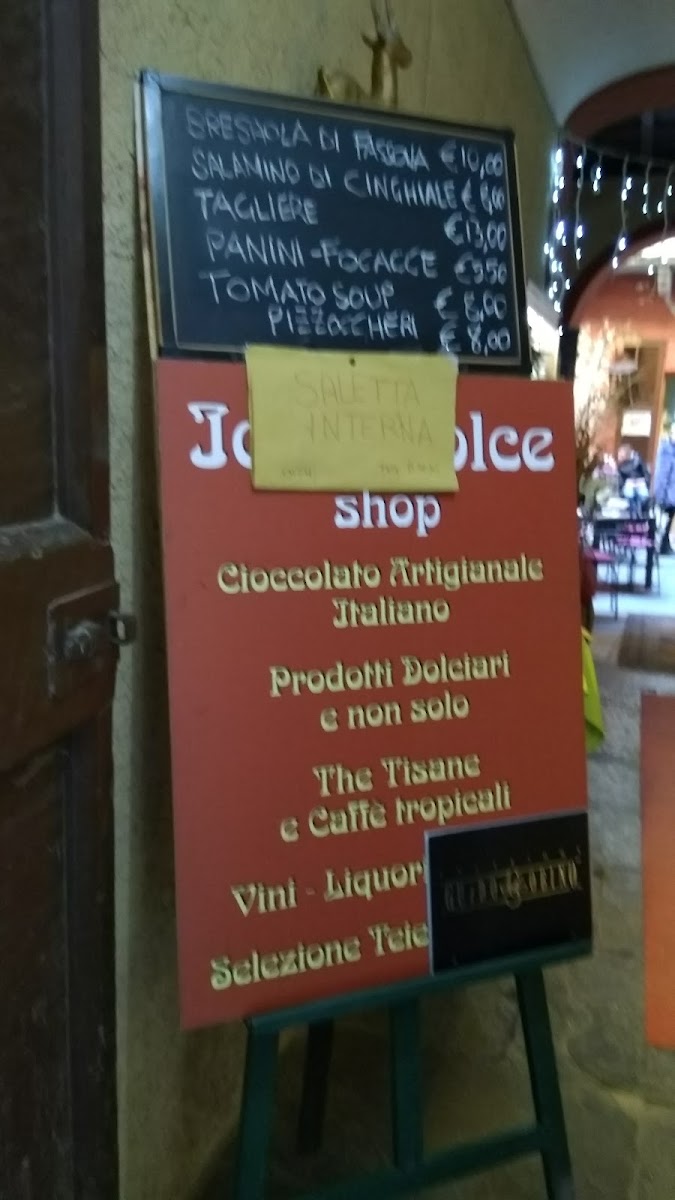 BRESAOLA DI FASSONA €10,00
SALAMINO DI CINGHIALE € 8,00
TAGLIERE €13,00
PANINI-FOCACCE €5.50
TOMATO SOUP € 8,00
PIZZOCCHERI € 8,00
SALETTA
INTERNA
shop
Cioccolato Artigianale
Italiano
Prodotti Dolciari
e non solo
The Tisane
e Caffè tropicali
Vini - Liquori
Selezione